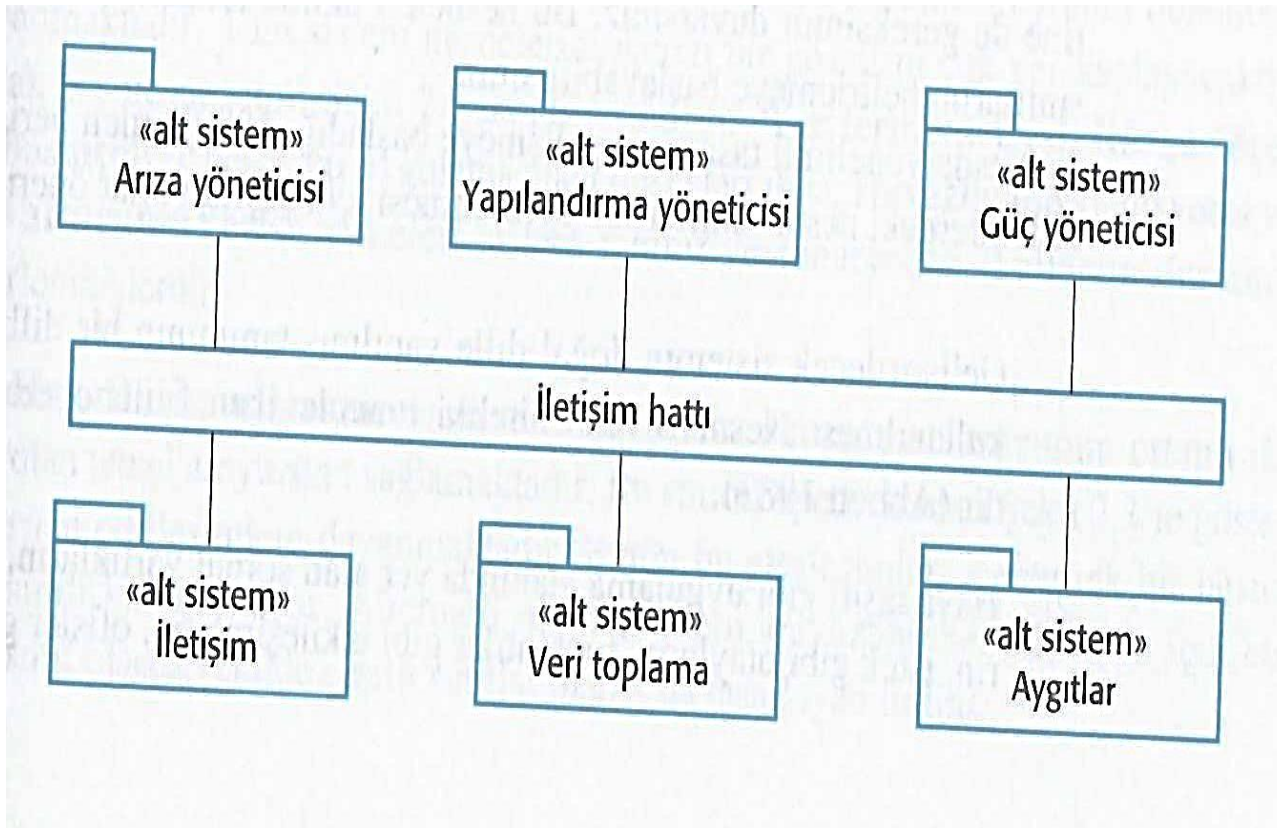 «alt sistem»
Arıza yöneticisi
«alt sistem»
Yapılandırma yöneticisi
«alt sistem»
Güç yöneticisi
İletişim hattı
«alt sistem»
İletişim
«alt sistem»
Veri toplama
«alt sistem»
Aygıtlar